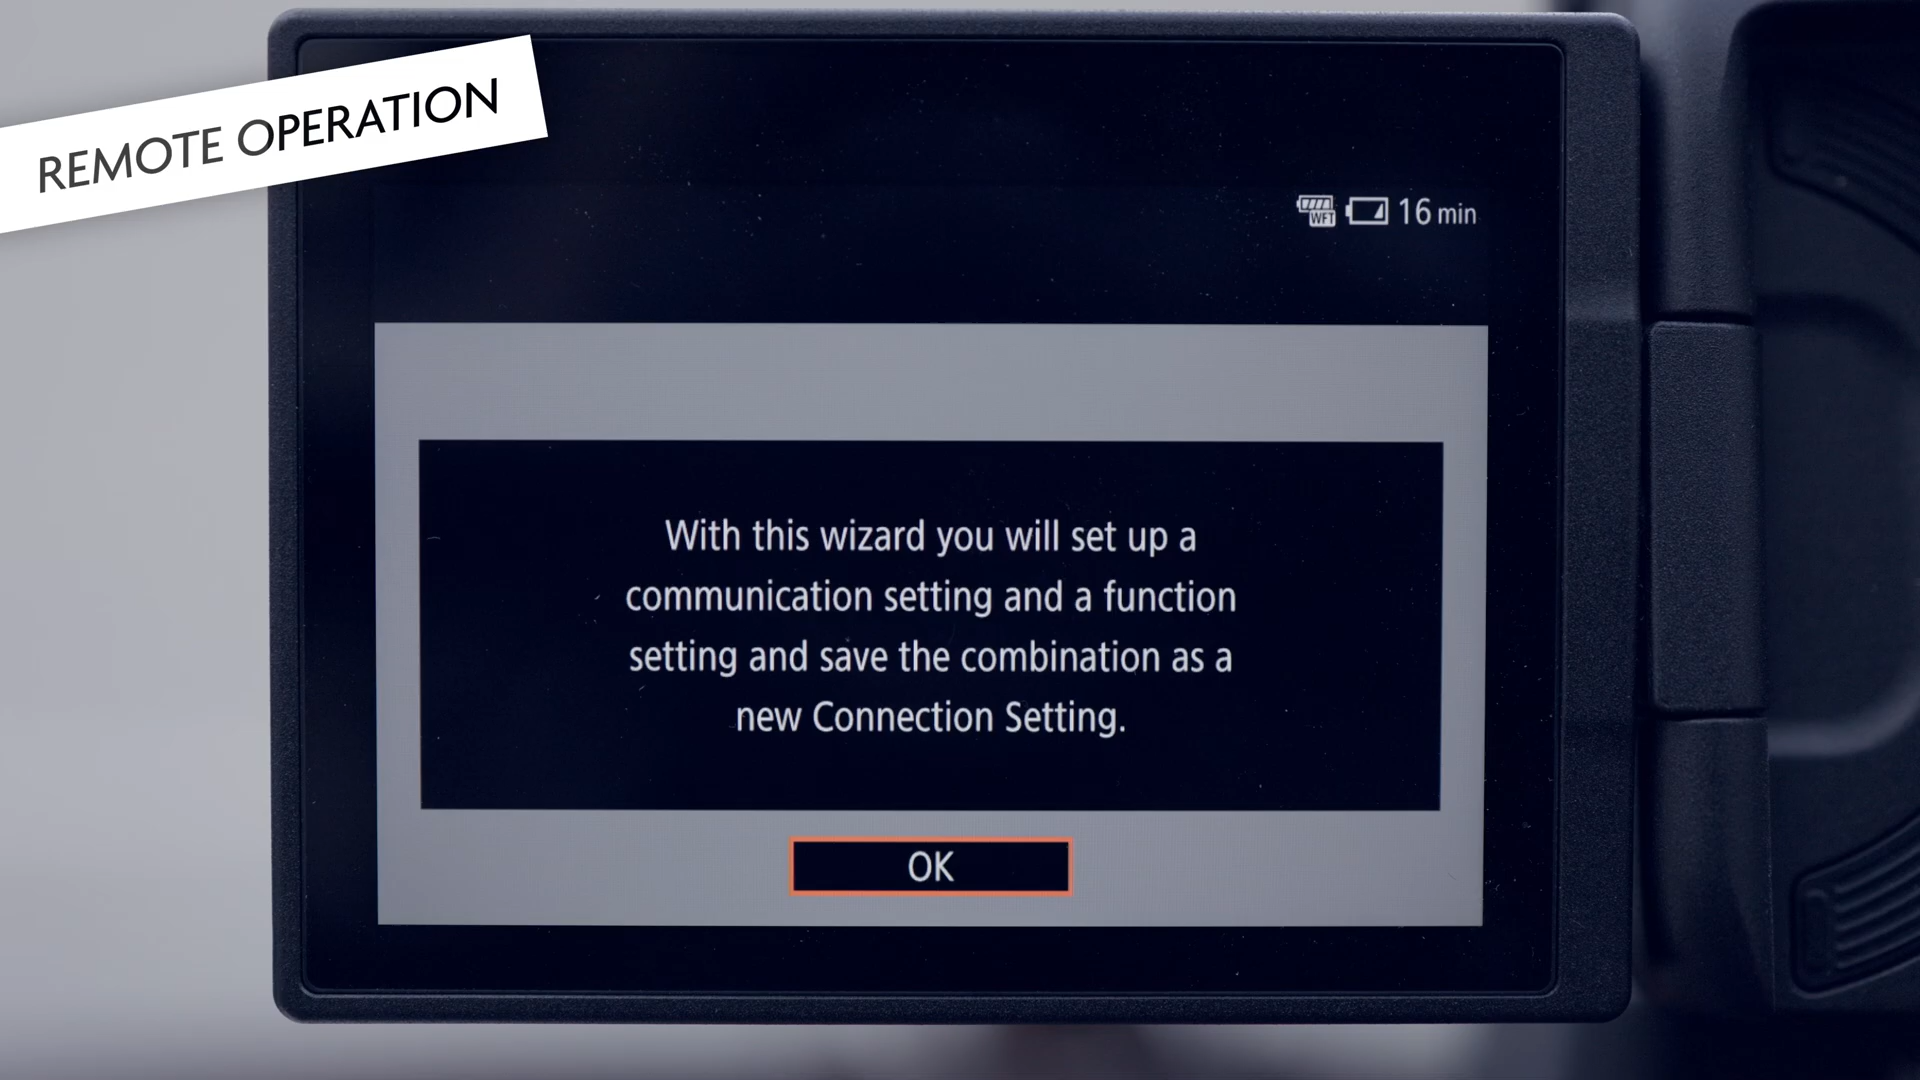 REMOTE OPERATION
WFT 16 min
With this wizard you will set up a
communication setting and a function
setting and save the combination as a
new Connection Setting.
OK